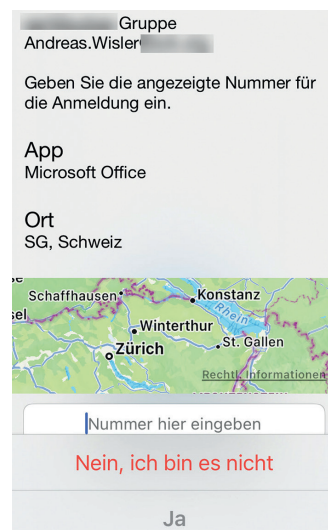 Gruppe
Andreas.Wisler
Geben Sie die angezeigte Nummer für
die Anmeldung ein.
App
Microsoft Office
Ort
SG, Schweiz
Schaffhausen
Konstanz
Rhein
Winterthur
St. Gallen
Zürich
Rechtl. Informationen
Nummer hier eingeben
Nein, ich bin es nicht
Ja